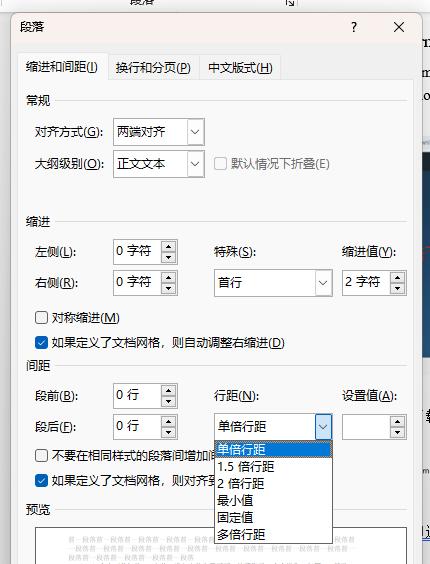 段落
?
缩进和间距(I) 换行和分页(P) 中文版式(H)
常规
对齐方式(G): 两端对齐
大纲级别(O): 正文文本 默认情况下折叠(E)
缩进
左侧(L): 0 字符 特殊(S): 缩进值(Y):
右侧(R): 0 字符 首行 2 字符
对称缩进(M)
如果定义了文档网格，则自动调整右缩进(D)
间距
段前(B): 0 行 行距(N): 设置值(A):
段后(F): 0 行 单倍行距
单倍行距
1.5 倍行距
2 倍行距
最小值
固定值
多倍行距
不要在相同样式的段落间增加间
如果定义了文档网格，则对齐到
预览